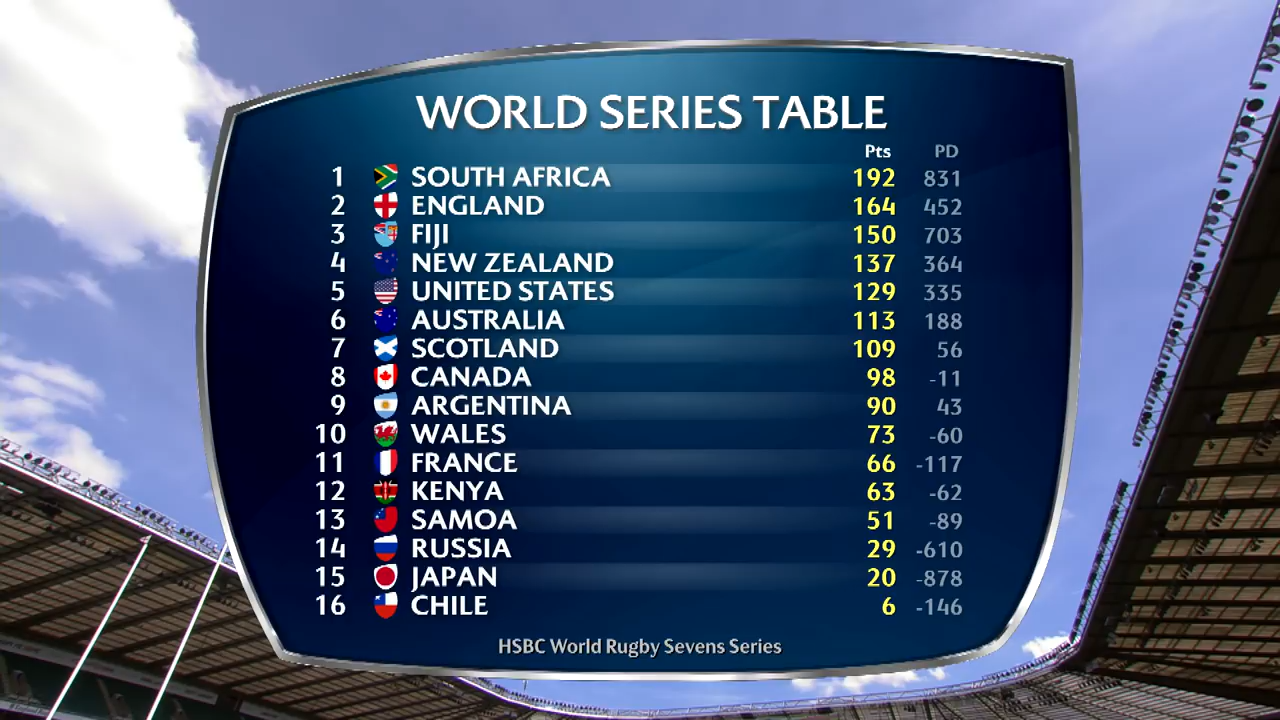 WORLD SERIES TABLE
Pts PD
1 SOUTH AFRICA 192 831
2 ENGLAND 164 452
3 FIJI 150 703
4 NEW ZEALAND 137 364
5 UNITED STATES 129 335
6 AUSTRALIA 113 188
7 SCOTLAND 109 56
8 CANADA 98 -11
9 ARGENTINA 90 43
10 WALES 73 -60
11 FRANCE 66 -117
12 KENYA 63 -62
13 SAMOA 51 -89
14 RUSSIA 29 -610
15 JAPAN 20 -878
16 CHILE 6 -146
HSBC World Rugby Sevens Series